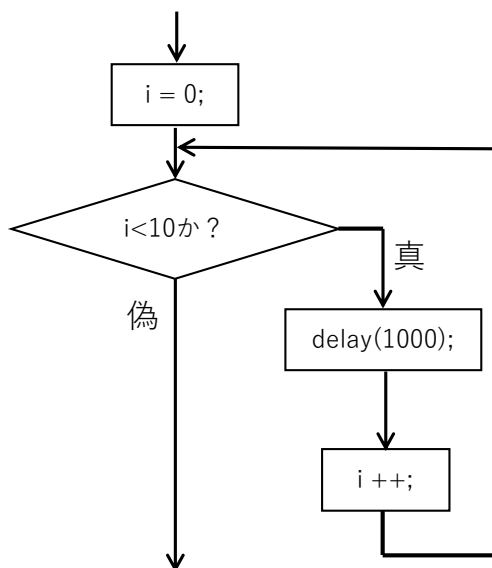 i = 0;
i<10か？
真
偽
delay(1000);
i ++;